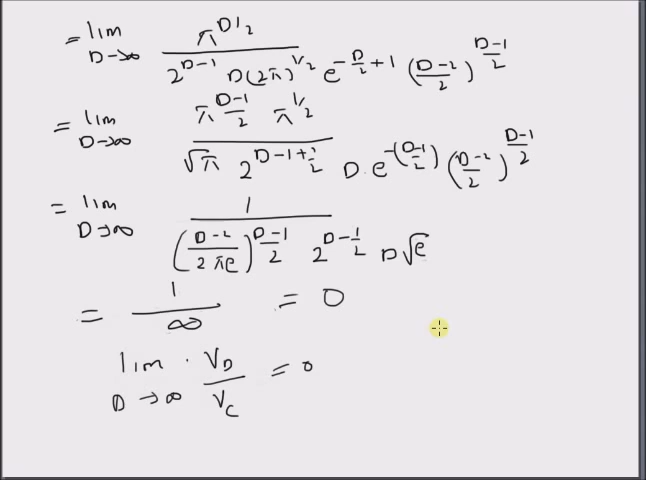 = lim D→∞ π^{D/2} / (2^{D-1} D(2π)^{1/2} e^{-D/2+1} ((D-2)/2)^{(D-1)/2})
= lim D→∞ π^{(D-1)/2} π^{1/2} / (√π 2^{D-1+1/2} D.e^{-((D-1)/2)} ((D-2)/2)^{(D-1)/2})
= lim D→∞ 1 / (((D-2)/(2πe))^{(D-1)/2} 2^{D-1/2} D√e)
= 1/∞ = 0
lim D→∞ . V_D / V_C = 0